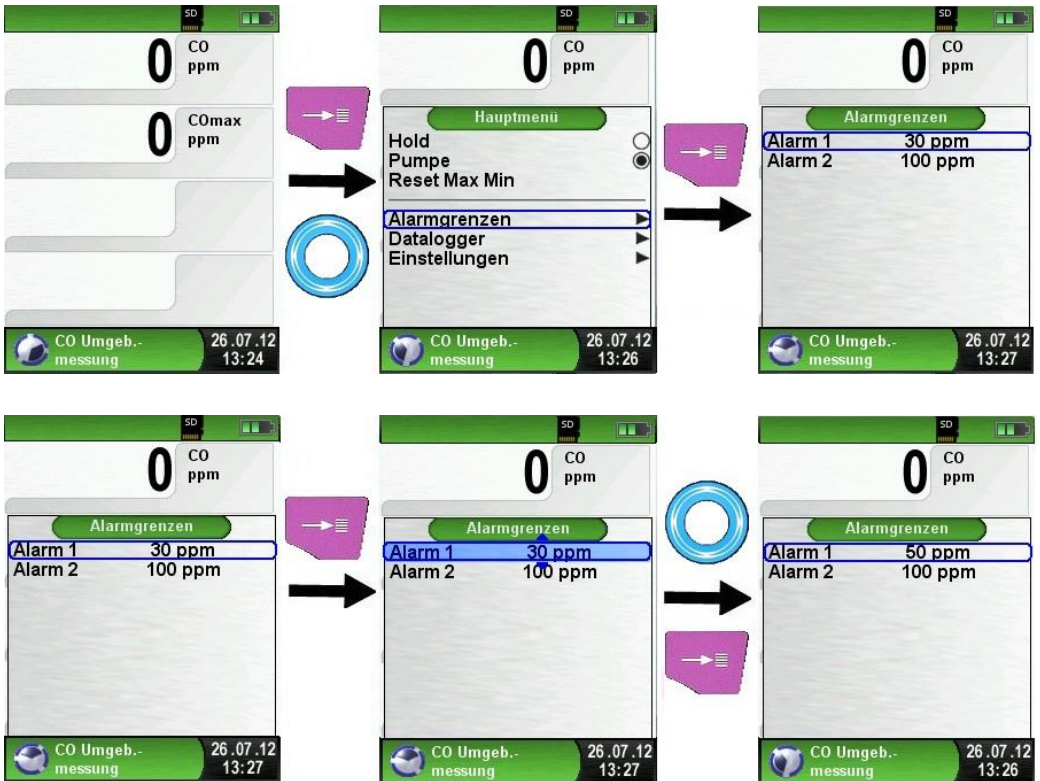 SD
0 CO
ppm
0 COmax
ppm
CO Umgeb.-
messung
26.07.12
13:24
SD
0 CO
ppm
Hauptmenü
Hold
Pumpe
Reset Max Min
Alarmgrenzen
Datalogger
Einstellungen
CO Umgeb.-
messung
26.07.12
13:26
SD
0 CO
ppm
Alarmgrenzen
Alarm 1 30 ppm
Alarm 2 100 ppm
CO Umgeb.-
messung
26.07.12
13:27
SD
0 CO
ppm
Alarmgrenzen
Alarm 1 30 ppm
Alarm 2 100 ppm
CO Umgeb.-
messung
26.07.12
13:27
SD
0 CO
ppm
Alarmgrenzen
Alarm 1 30 ppm
Alarm 2 100 ppm
CO Umgeb.-
messung
26.07.12
13:27
SD
0 CO
ppm
Alarmgrenzen
Alarm 1 50 ppm
Alarm 2 100 ppm
CO Umgeb.-
messung
26.07.12
13:26